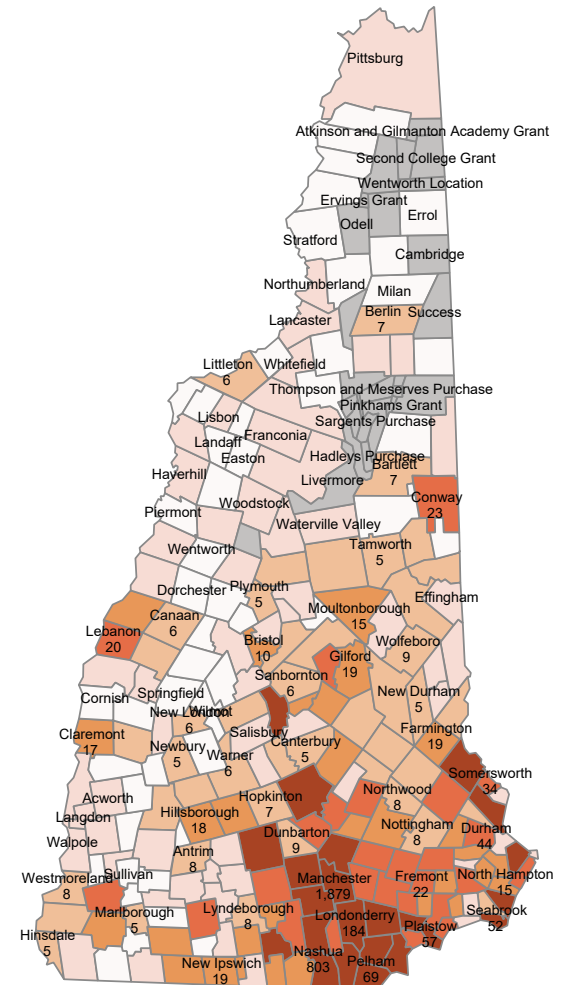 Pittsburg
Atkinson and Gilmanton Academy Grant
Second College Grant
Wentworth Location
Ervings Grant
Errol
Odell
Stratford
Cambridge
Northumberland
Milan
Berlin
7
Success
Lancaster
Littleton
6
Whitefield
Thompson and Meserves Purchase
Pinkhams Grant
Lisbon
Sargents Purchase
Landaff
Franconia
Easton
Hadleys Purchase
Bartlett
7
Haverhill
Livermore
Conway
23
Woodstock
Piermont
Waterville Valley
Wentworth
Tamworth
5
Dorchester
Plymouth
5
Effingham
Moultonborough
15
Canaan
6
Lebanon
20
Bristol
10
Wolfeboro
9
Gilford
19
Sanbornton
6
Springfield
Cornish
New Durham
5
New London
6
Wilmot
Salisbury
Claremont
17
Farmington
19
Newbury
5
Canterbury
5
Warner
6
Somersworth
34
Acworth
Hopkinton
7
Northwood
8
Langdon
Hillsborough
18
Nottingham
8
Durham
44
Walpole
Dunbarton
9
Antrim
8
Westmoreland
8
Sullivan
Manchester
1,879
Fremont
22
North Hampton
15
Marlborough
5
Lyndeborough
8
Londonderry
184
Seabrook
52
Plaistow
57
Hinsdale
5
New Ipswich
19
Nashua
803
Pelham
69